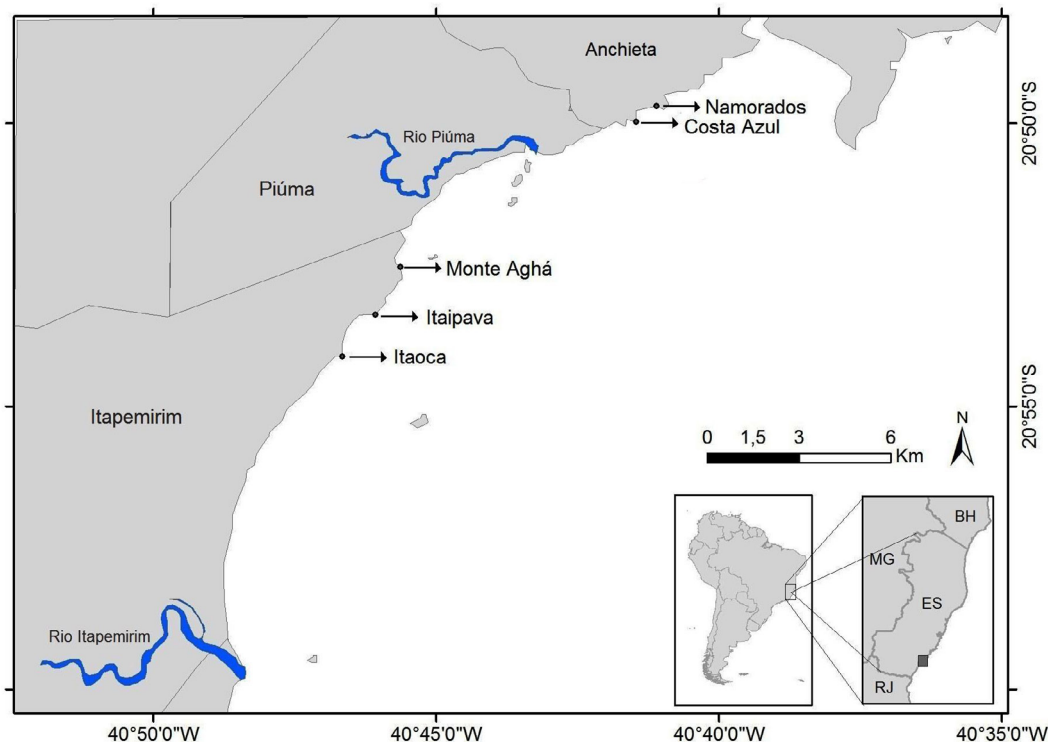 Anchieta
Namorados
Costa Azul
Rio Piúma
Piúma
Monte Aghá
Itaipava
Itaoca
Itapemirim
Rio Itapemirim
0 1,5 3 6
Km
N
BH
MG
ES
RJ
20°50'0"S
20°55'0"S
40°50'0"W
40°45'0"W
40°40'0"W
40°35'0"W